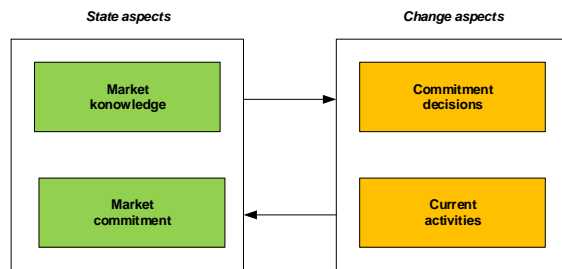 State aspects
Change aspects
Market
konowledge
Commitment
decisions
Market
commitment
Current
activities